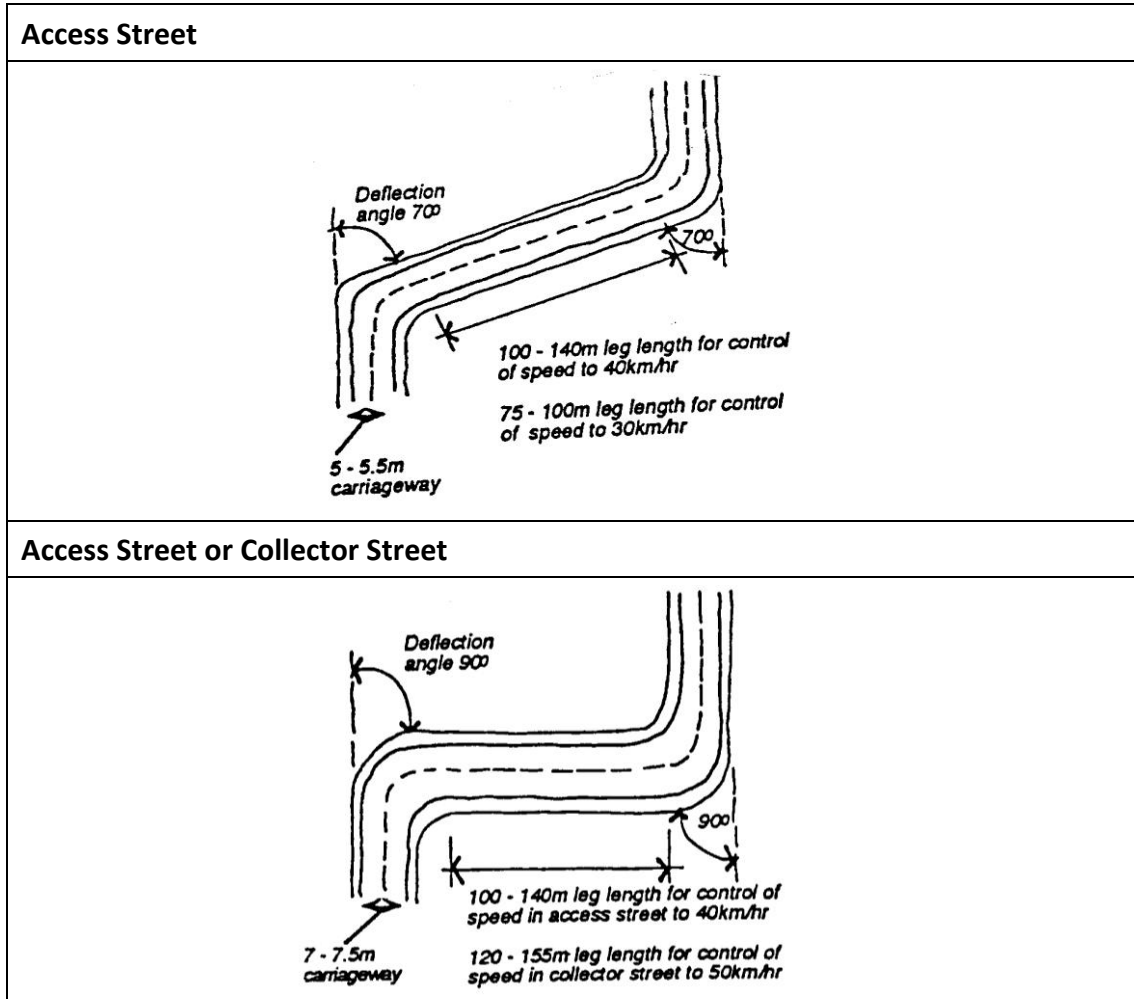 Access Street
Deflection
angle 70º
70º
100 - 140m leg length for control
of speed to 40km/hr
75 - 100m leg length for control
of speed to 30km/hr
5 - 5.5m
carriageway
Access Street or Collector Street
Deflection
angle 90º
90º
100 - 140m leg length for control of
speed in access street to 40km/hr
7 - 7.5m
carriageway
120 - 155m leg length for control of
speed in collector street to 50km/hr